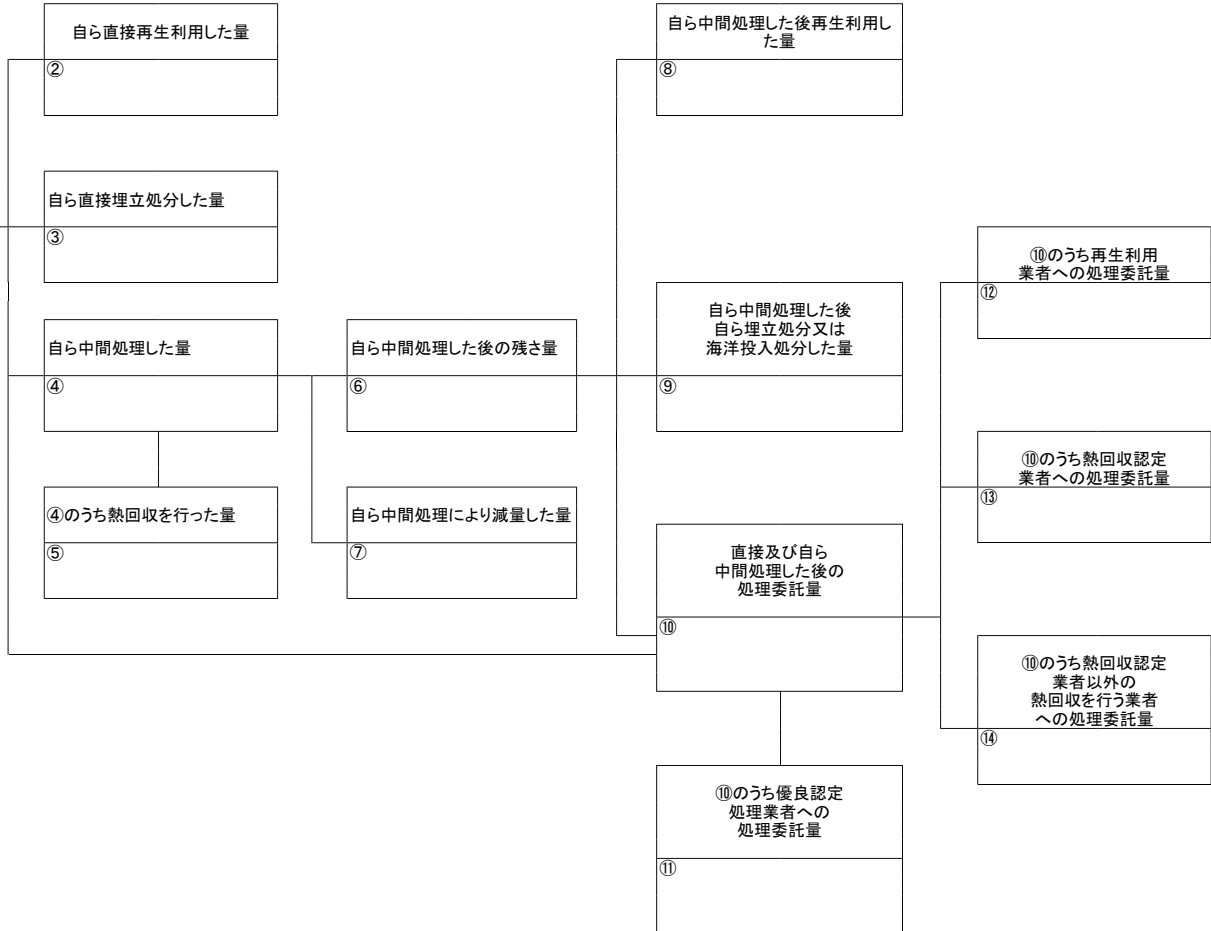 自ら直接再生利用した量
②
自ら直接埋立処分した量
③
自ら中間処理した量
④
④のうち熱回収を行った量
⑤
自ら中間処理した後の残さ量
⑥
自ら中間処理により減量した量
⑦
自ら中間処理した後再生利用し
た量
⑧
自ら中間処理した後
自ら埋立処分又は
海洋投入処分した量
⑨
直接及び自ら
中間処理した後の
処理委託量
⑩
⑩のうち優良認定
処理業者への
処理委託量
⑪
⑩のうち再生利用
業者への処理委託量
⑫
⑩のうち熱回収認定
業者への処理委託量
⑬
⑩のうち熱回収認定
業者以外の
熱回収を行う業者
への処理委託量
⑭